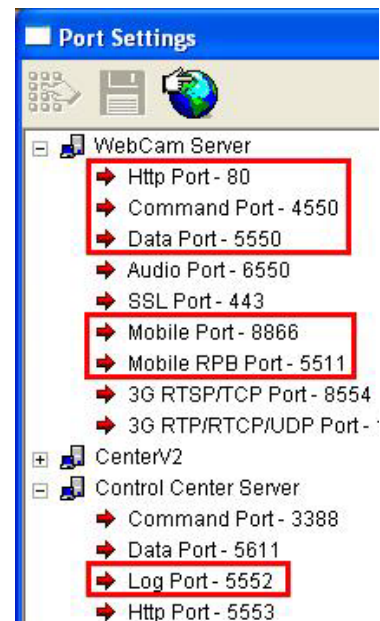 Port Settings
WebCam Server
Http Port - 80
Command Port - 4550
Data Port - 5550
Audio Port - 6550
SSL Port - 443
Mobile Port - 8866
Mobile RPB Port - 5511
3G RTSP/TCP Port - 8554
3G RTP/RTCP/UDP Port -
CenterV2
Control Center Server
Command Port - 3388
Data Port - 5611
Log Port - 5552
Http Port - 5553